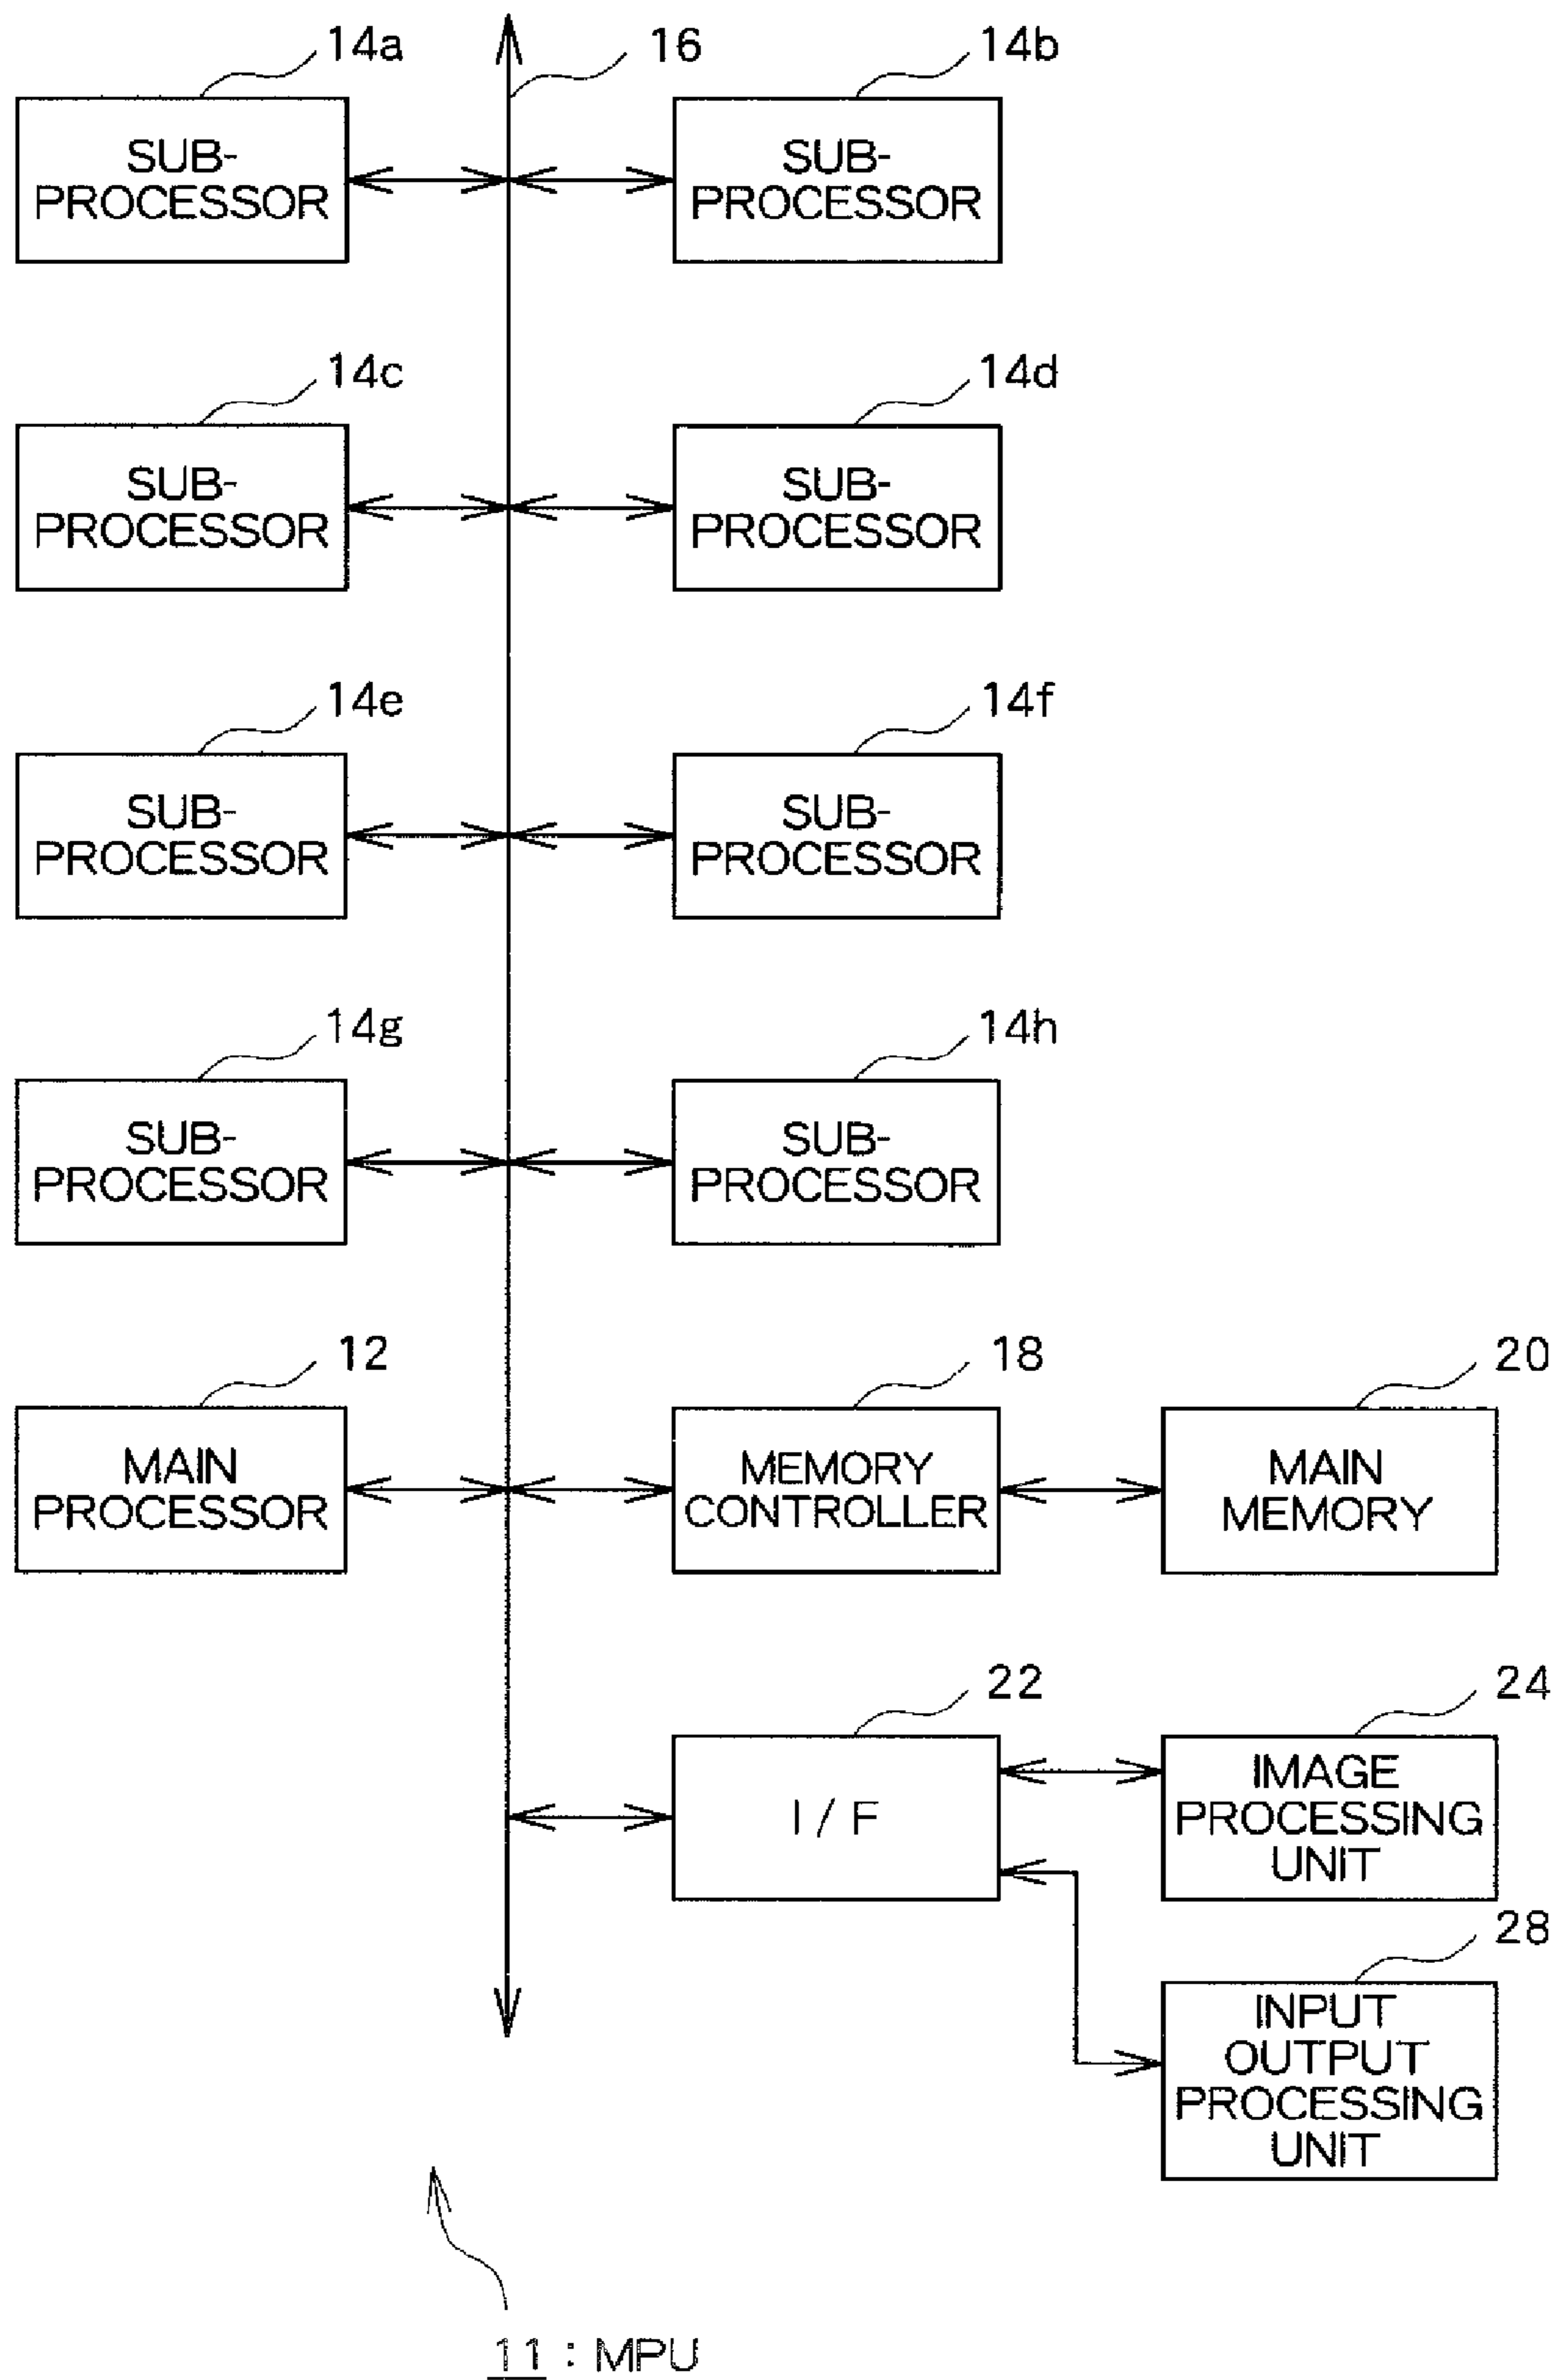 14a
16
14b
SUB-
PROCESSOR
SUB-
PROCESSOR
14c
14d
SUB-
PROCESSOR
SUB-
PROCESSOR
14e
14f
SUB-
PROCESSOR
SUB-
PROCESSOR
14g
14h
SUB-
PROCESSOR
SUB-
PROCESSOR
12
18
20
MAIN
PROCESSOR
MEMORY
CONTROLLER
MAIN
MEMORY
22
24
I/F
IMAGE
PROCESSING
UNIT
28
INPUT
OUTPUT
PROCESSING
UNIT
11 : MPU